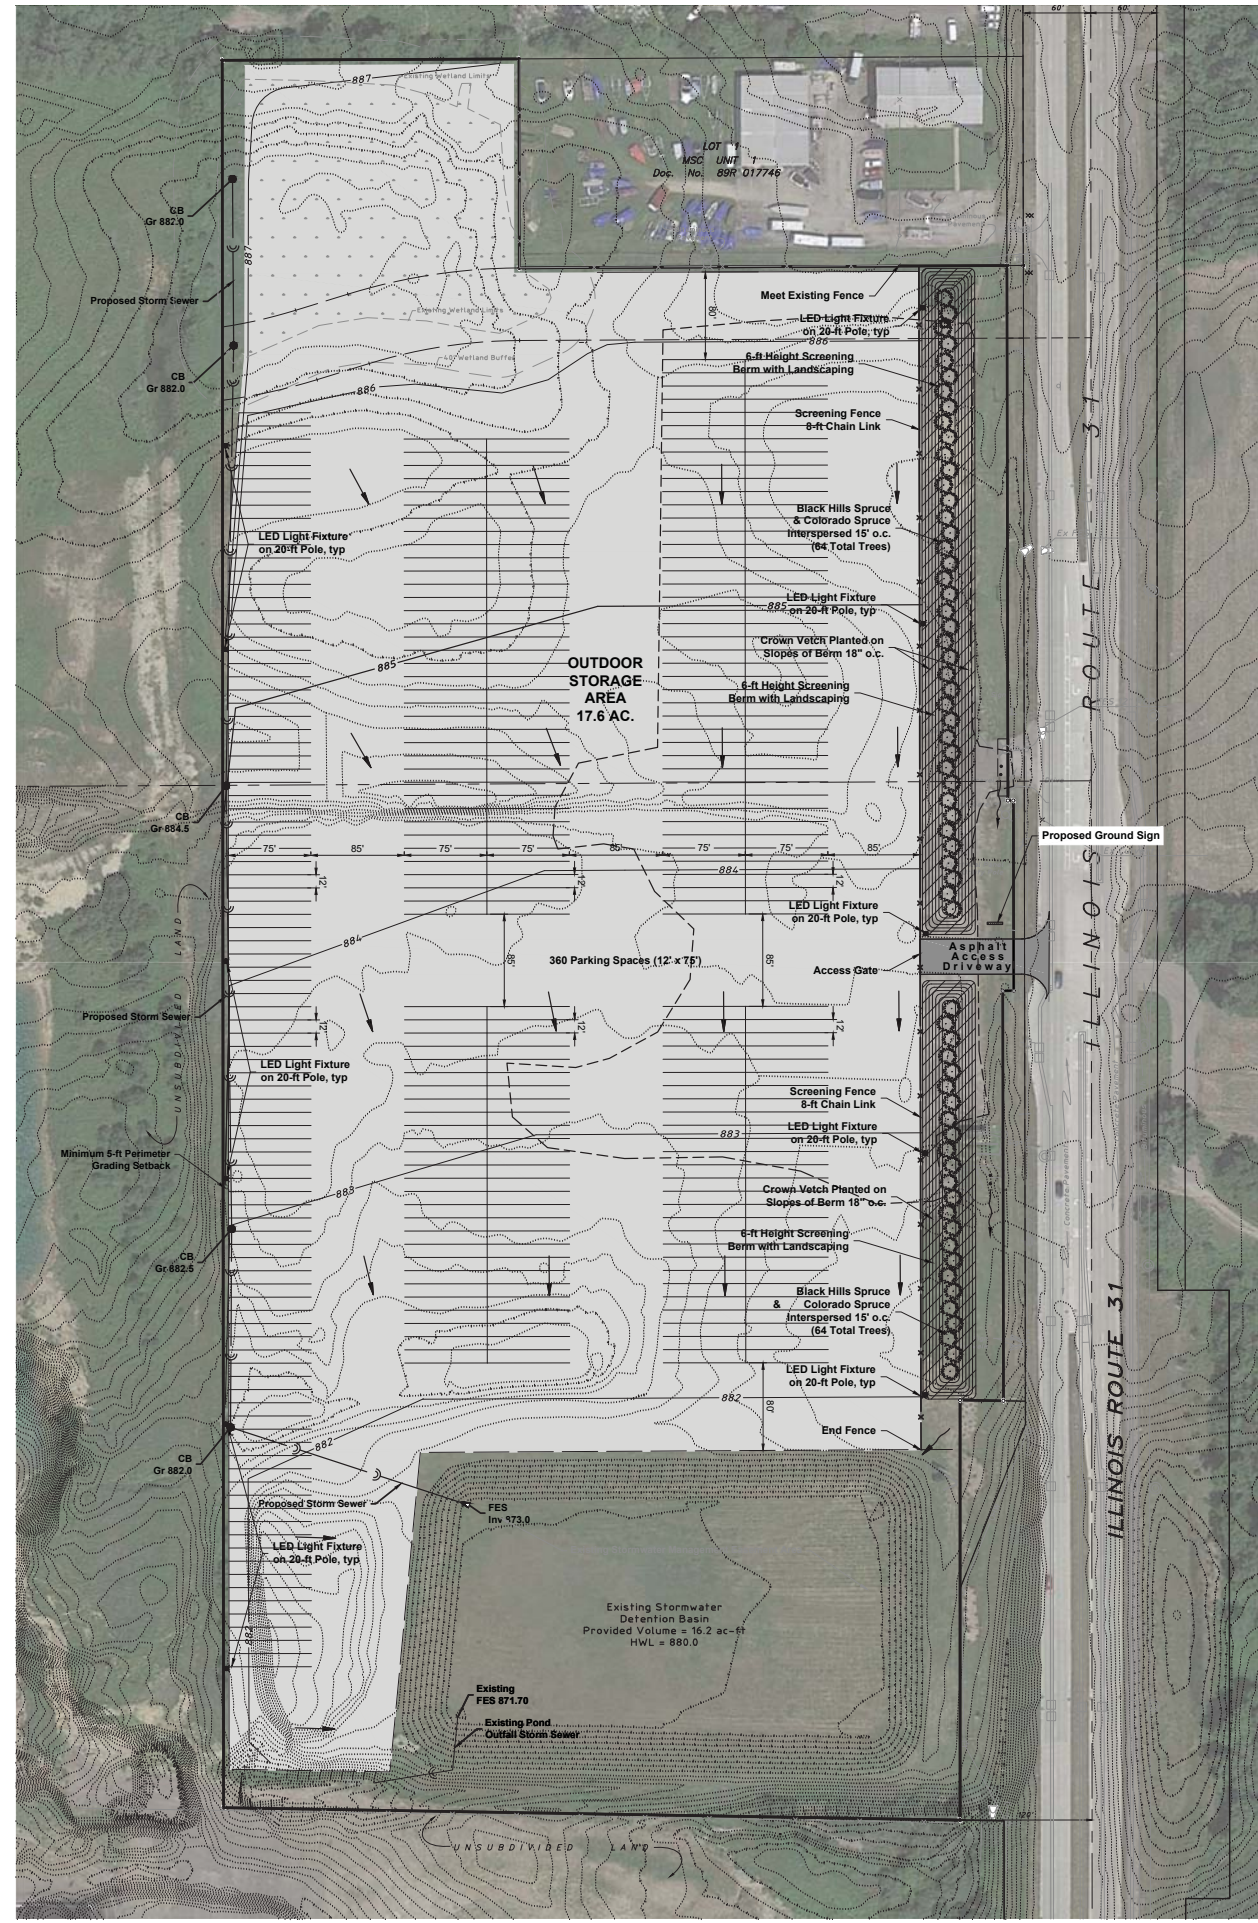 60'
60'
887
Existing Wetland Limits
LOT 1
MSC UNIT 1
Doc. No. 89R 017746
CB
Gr 882.0
887
Proposed Storm Sewer
Meet Existing Fence
80'
Existing Wetland Limits
LED Light Fixture
on 20-ft Pole, typ
886
40' Wetland Buffer
6-ft Height Screening
Berm with Landscaping
CB
Gr 882.0
886
Screening Fence
8-ft Chain Link
ILLINOIS ROUTE 31
Black Hills Spruce
& Colorado Spruce
Interspersed 15' o.c.
(64 Total Trees)
LED Light Fixture
on 20-ft Pole, typ
LED Light Fixture
on 20-ft Pole, typ
885
Crown Vetch Planted on
Slopes of Berm 18" o.c.
885
OUTDOOR
STORAGE
AREA
17.6 AC.
6-ft Height Screening
Berm with Landscaping
CB
Gr 884.5
Proposed Ground Sign
75'
85'
75'
75'
85'
75'
75'
85'
884
12'
12'
12'
LED Light Fixture
on 20-ft Pole, typ
UNSUBDIVIDED LAND
884
85'
360 Parking Spaces (12' x 75')
85'
Asphalt
Access
Driveway
Access Gate
Proposed Storm Sewer
12'
12'
12'
LED Light Fixture
on 20-ft Pole, typ
Screening Fence
8-ft Chain Link
LED Light Fixture
on 20-ft Pole, typ
883
Minimum 5-ft Perimeter
Grading Setback
Concrete Pavement
883
Crown Vetch Planted on
Slopes of Berm 18" o.c.
6-ft Height Screening
Berm with Landscaping
CB
Gr 882.5
Black Hills Spruce
& Colorado Spruce
Interspersed 15' o.c.
(64 Total Trees)
ILLINOIS ROUTE 31
LED Light Fixture
on 20-ft Pole, typ
882
80'
End Fence
882
CB
Gr 882.0
Proposed Storm Sewer
FES
Inv 873.0
LED Light Fixture
on 20-ft Pole, typ
882
Existing Stormwater
Detention Basin
Provided Volume = 16.2 ac-ft
HWL = 880.0
Existing
FES 871.70
Existing Pond
Outfall Storm Sewer
120'
UNSUBDIVIDED LAND